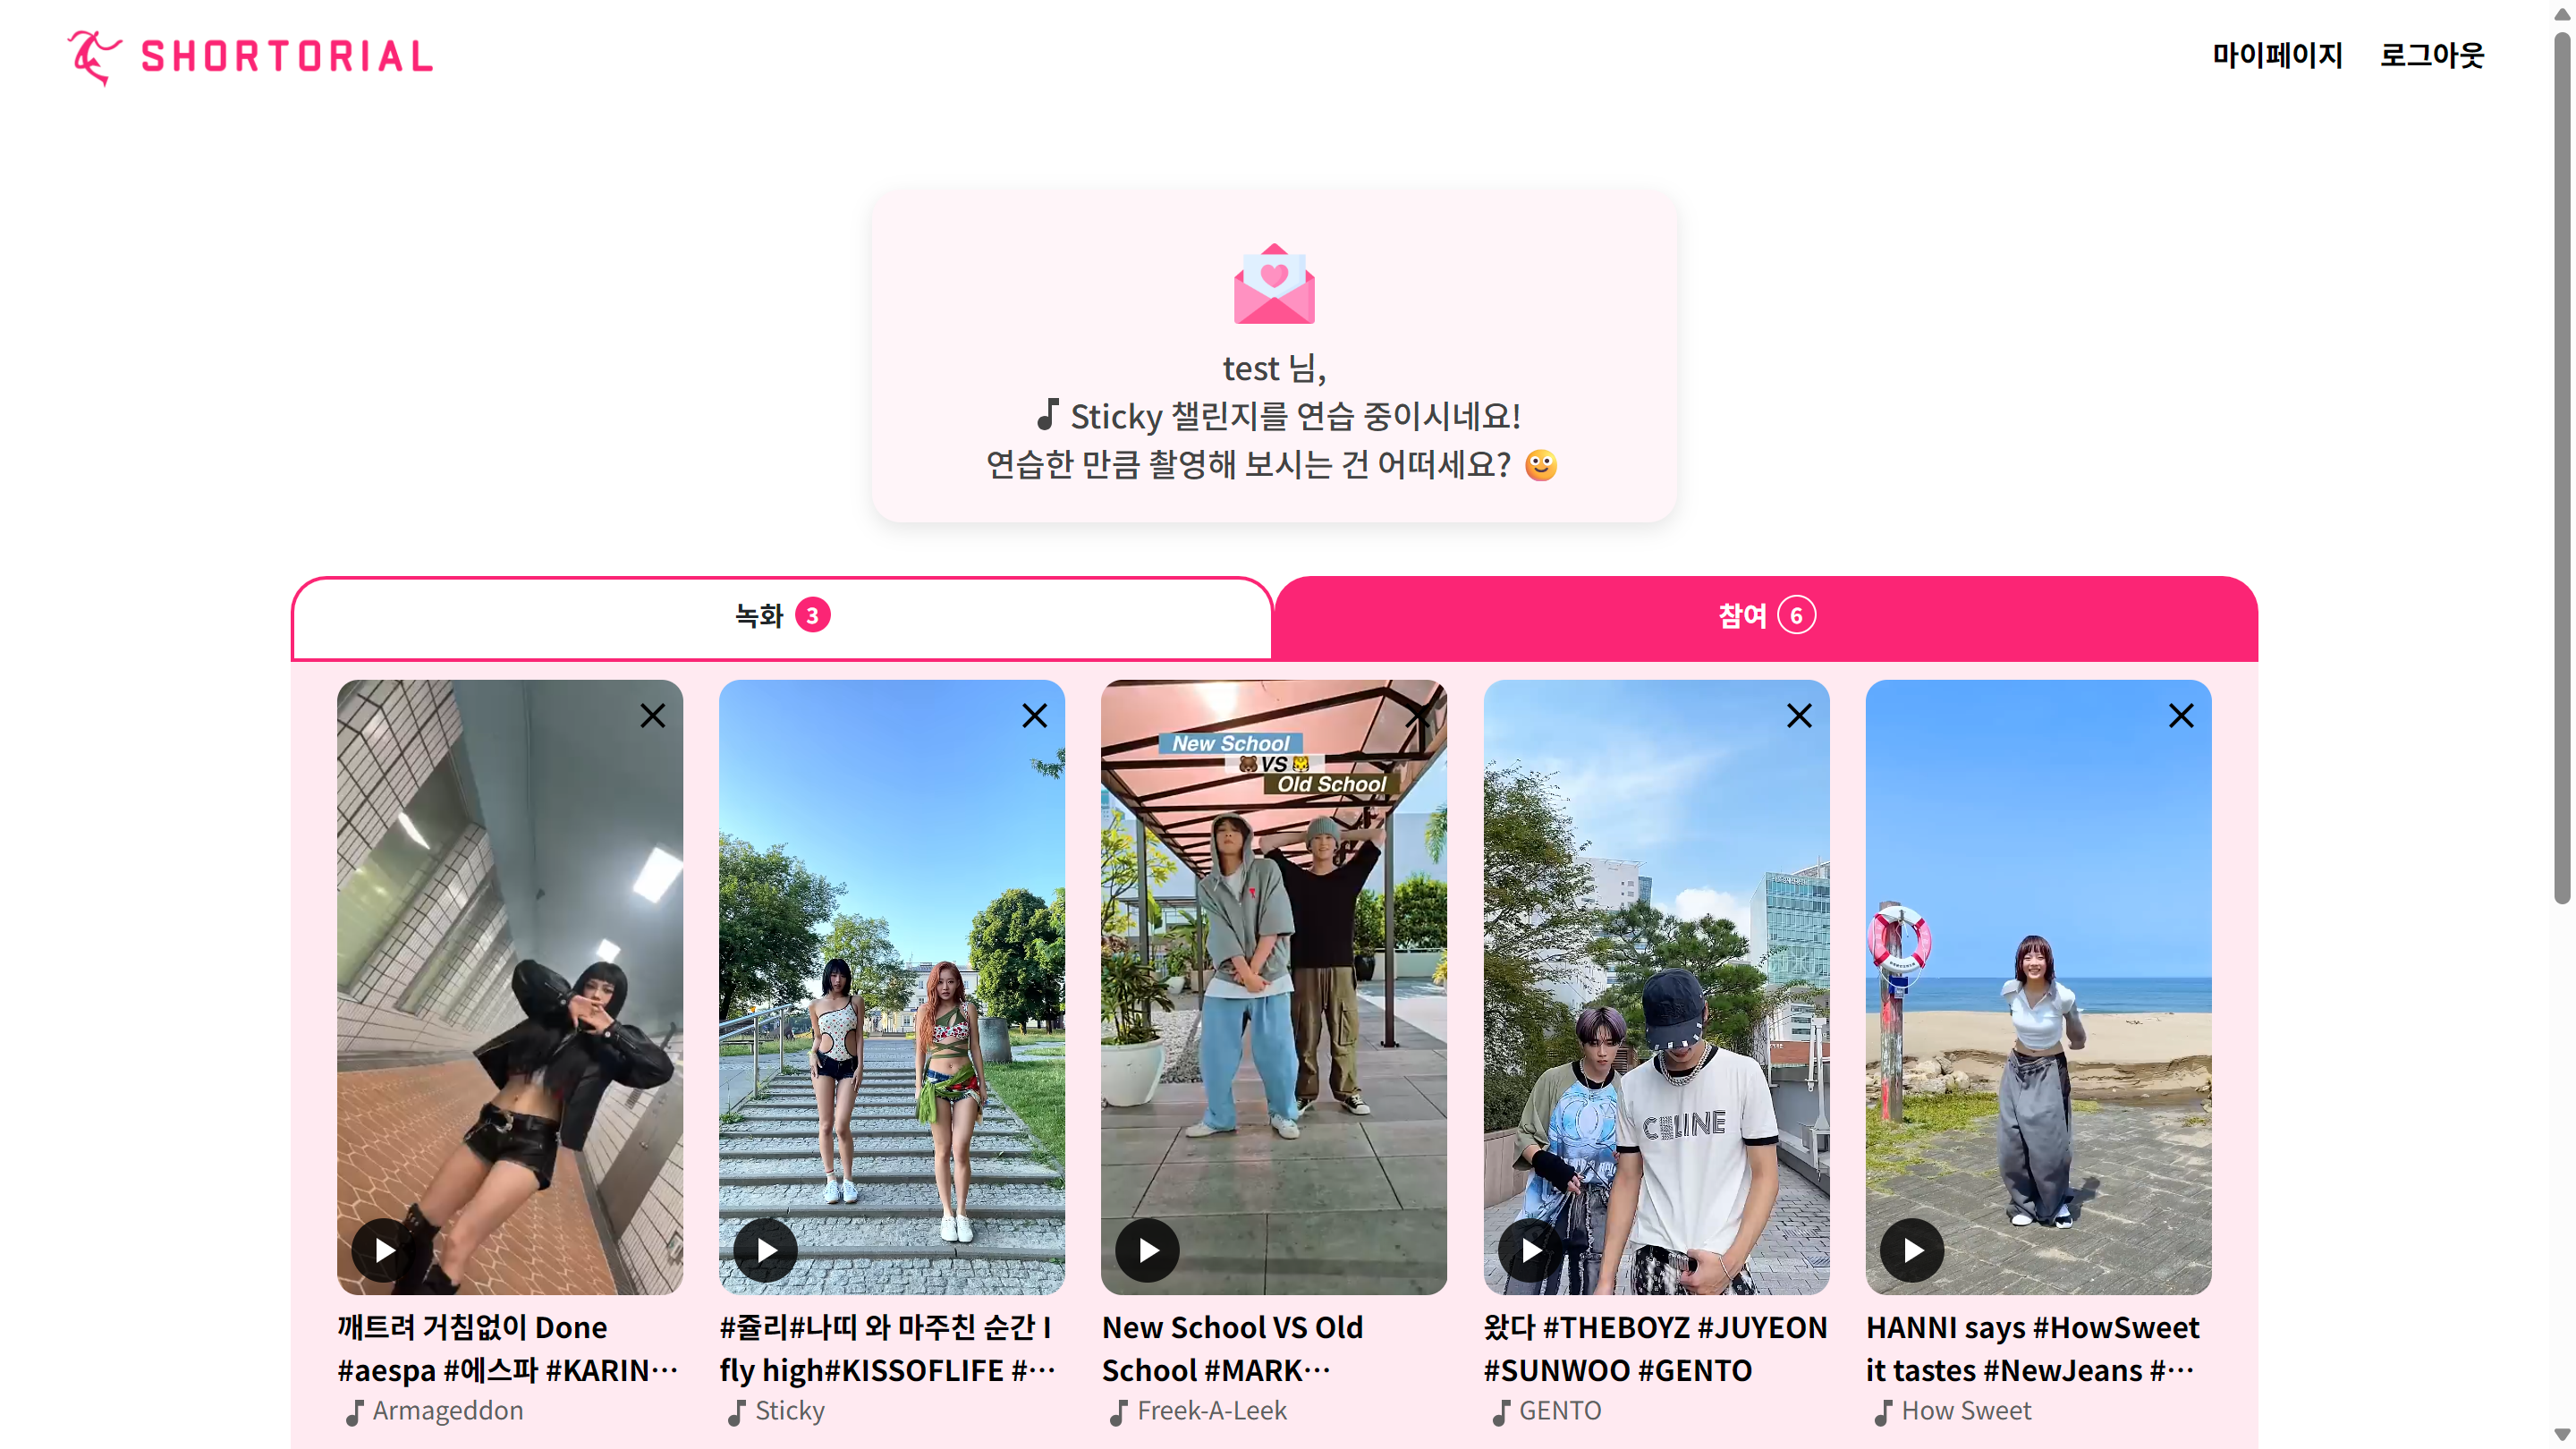 SHORTORIAL
마이페이지 로그아웃
test 님,
Sticky 챌린지를 연습 중이시네요!
연습한 만큼 촬영해 보시는 건 어떠세요?
녹화 3
참여 6
New School
VS
Old School
CELINE
깨트려 거침없이 Done
#aespa #에스파 #KARIN…
Armageddon
#쥴리#나띠 와 마주친 순간 I
fly high#KISSOFLIFE #…
Sticky
New School VS Old
School #MARK…
Freek-A-Leek
왔다 #THEBOYZ #JUYEON
#SUNWOO #GENTO
GENTO
HANNI says #HowSweet
it tastes #NewJeans #…
How Sweet